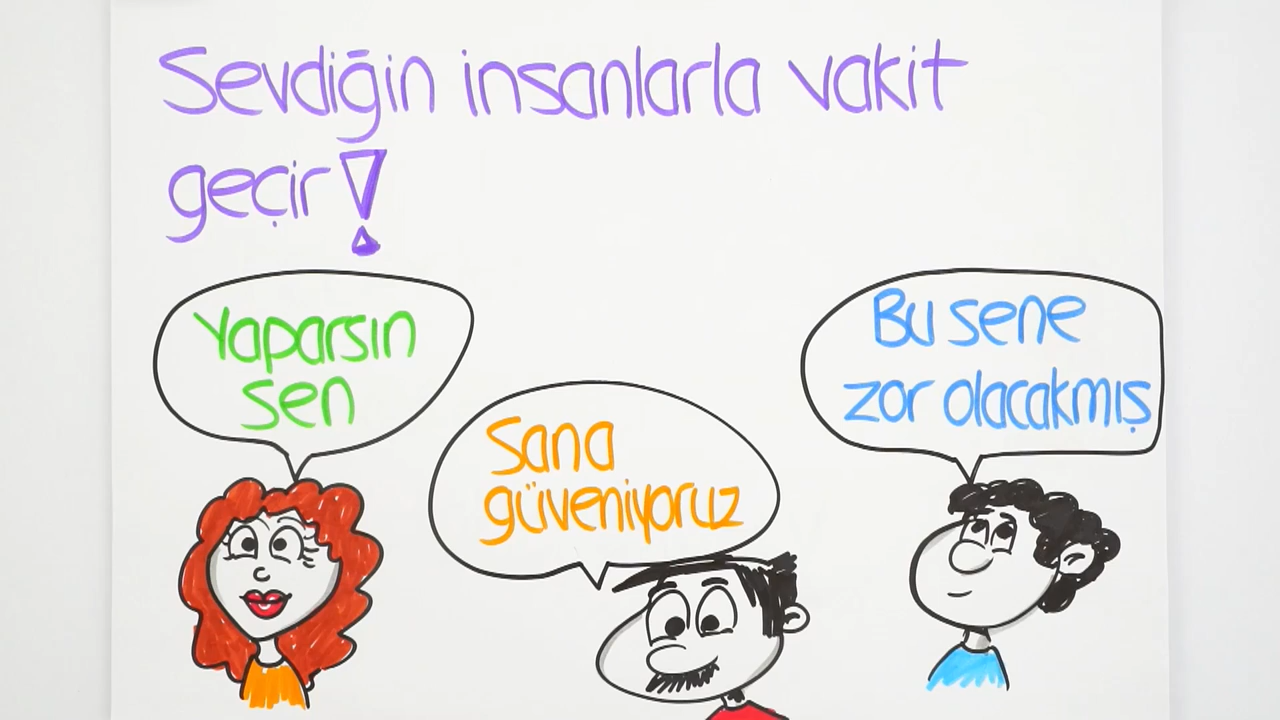 Sevdiğin insanlarla vakit
geçir!
Yaparsın
sen
Sana
güveniyoruz
Bu sene
zor olacakmış